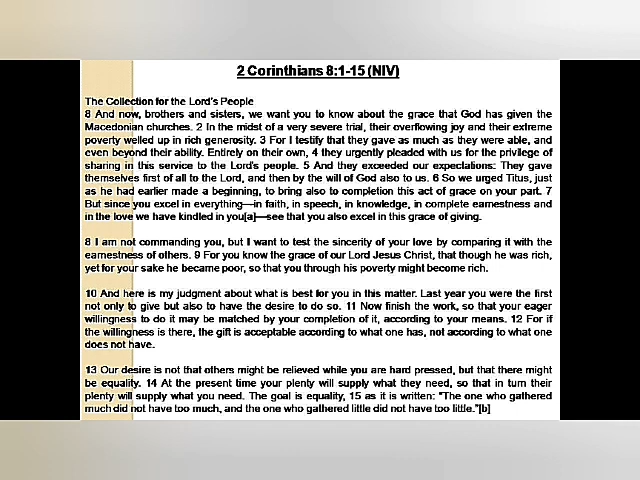 2 Corinthians 8:1-15 (NIV)
The Collection for the Lord's People
8 And now, brothers and sisters, we want you to know about the grace that God has given the
Macedonian churches. 2 In the midst of a very severe trial, their overflowing joy and their extreme
poverty welled up in rich generosity. 3 For I testify that they gave as much as they were able, and
even beyond their ability. Entirely on their own, 4 they urgently pleaded with us for the privilege of
sharing in this service to the Lord's people. 5 And they exceeded our expectations: They gave
themselves first of all to the Lord, and then by the will of God also to us. 6 So we urged Titus, just
as he had earlier made a beginning, to bring also to completion this act of grace on your part. 7
But since you excel in everything—in faith, in speech, in knowledge, in complete earnestness and
in the love we have kindled in you[a]—see that you also excel in this grace of giving.
8 I am not commanding you, but I want to test the sincerity of your love by comparing it with the
earnestness of others. 9 For you know the grace of our Lord Jesus Christ, that though he was rich,
yet for your sake he became poor, so that you through his poverty might become rich.
10 And here is my judgment about what is best for you in this matter. Last year you were the first
not only to give but also to have the desire to do so. 11 Now finish the work, so that your eager
willingness to do it may be matched by your completion of it, according to your means. 12 For if
the willingness is there, the gift is acceptable according to what one has, not according to what one
does not have.
13 Our desire is not that others might be relieved while you are hard pressed, but that there might
be equality. 14 At the present time your plenty will supply what they need, so that in turn their
plenty will supply what you need. The goal is equality, 15 as it is written: "The one who gathered
much did not have too much, and the one who gathered little did not have too little."[b]